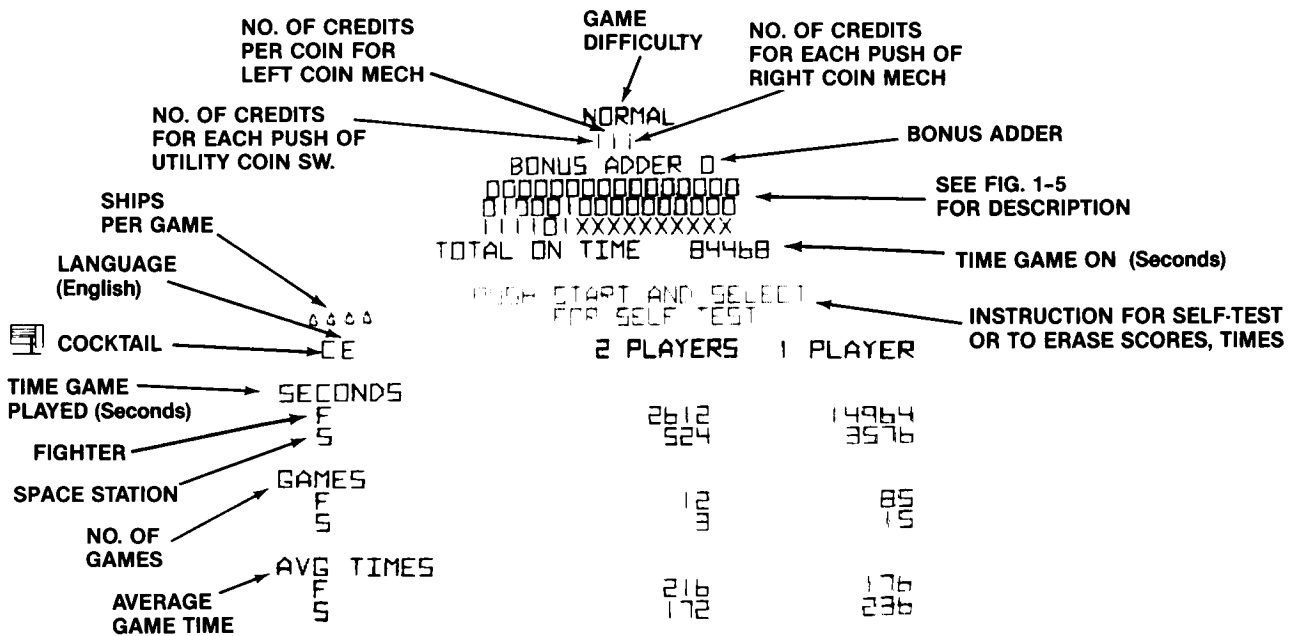 NO. OF CREDITS
PER COIN FOR
LEFT COIN MECH
GAME
DIFFICULTY
NO. OF CREDITS
FOR EACH PUSH OF
RIGHT COIN MECH
NO. OF CREDITS
FOR EACH PUSH OF
UTILITY COIN SW.
NORMAL
1 1 1
BONUS ADDER 0
BONUS ADDER
0000000000000000
111101XXXXXXXXXX
SEE FIG. 1-5
FOR DESCRIPTION
TOTAL ON TIME 84468
TIME GAME ON (Seconds)
SHIPS
PER GAME
LANGUAGE
(English)
PUSH START AND SELECT
FOR SELF TEST
INSTRUCTION FOR SELF-TEST
OR TO ERASE SCORES, TIMES
COCKTAIL
CE
2 PLAYERS 1 PLAYER
TIME GAME
PLAYED (Seconds)
SECONDS
F 2612 14964
S 524 3576
FIGHTER
SPACE STATION
GAMES
F 12 85
S 3 15
NO. OF
GAMES
AVG TIMES
F 216 176
S 172 236
AVERAGE
GAME TIME